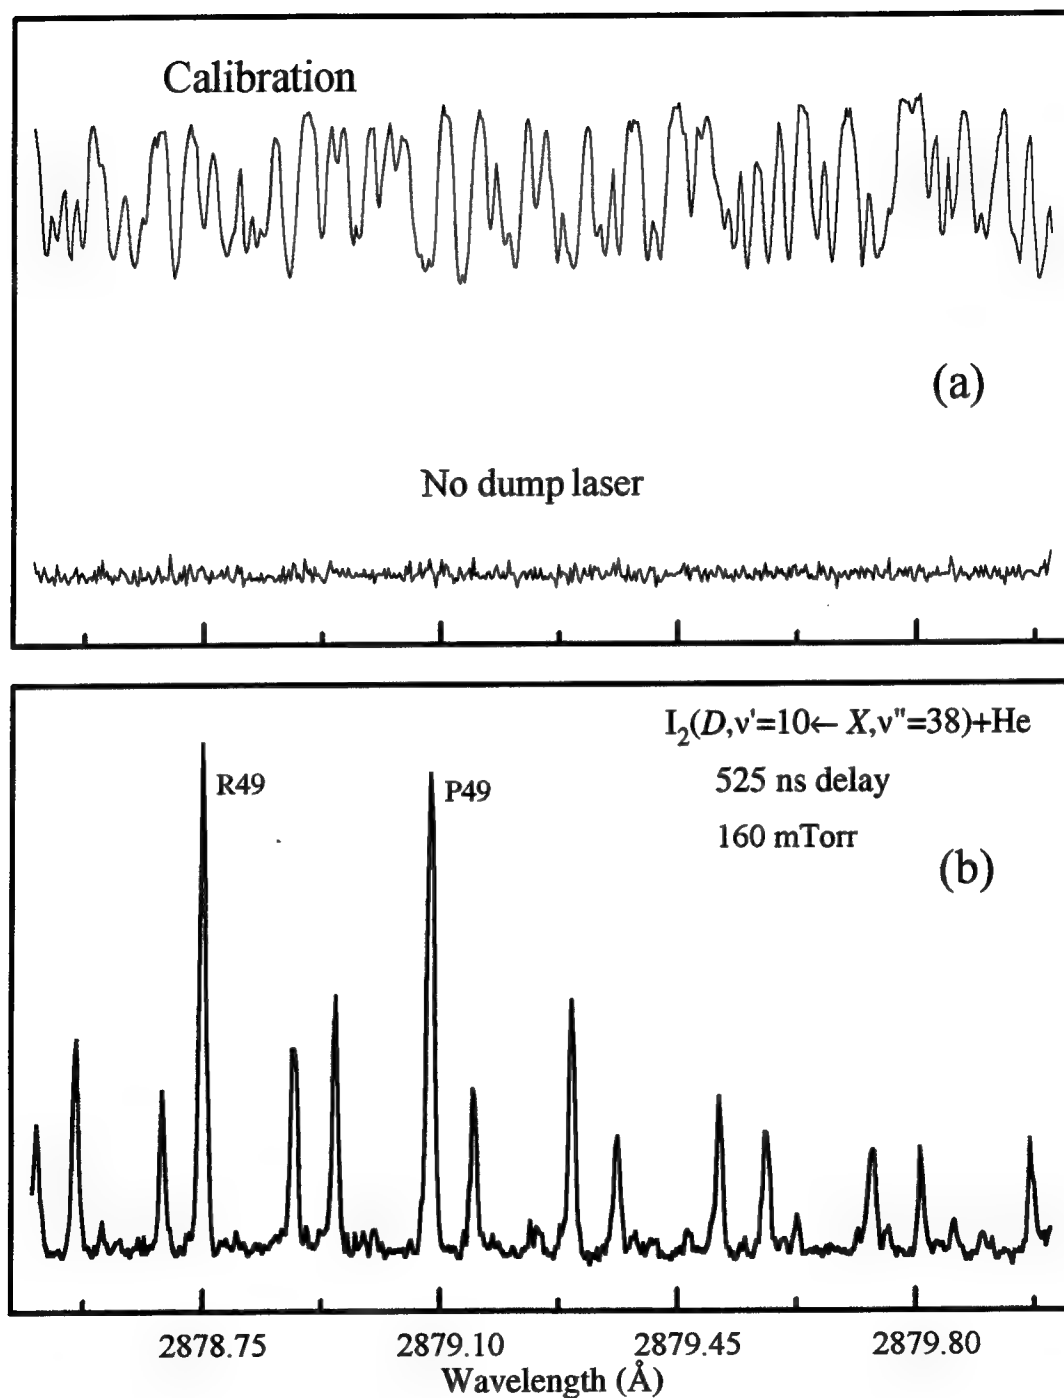 Calibration
(a)
No dump laser
I₂(D,ν'=10← X,ν"=38)+He
525 ns delay
160 mTorr
(b)
R49
P49
2878.75 2879.10 2879.45 2879.80
Wavelength (Å)